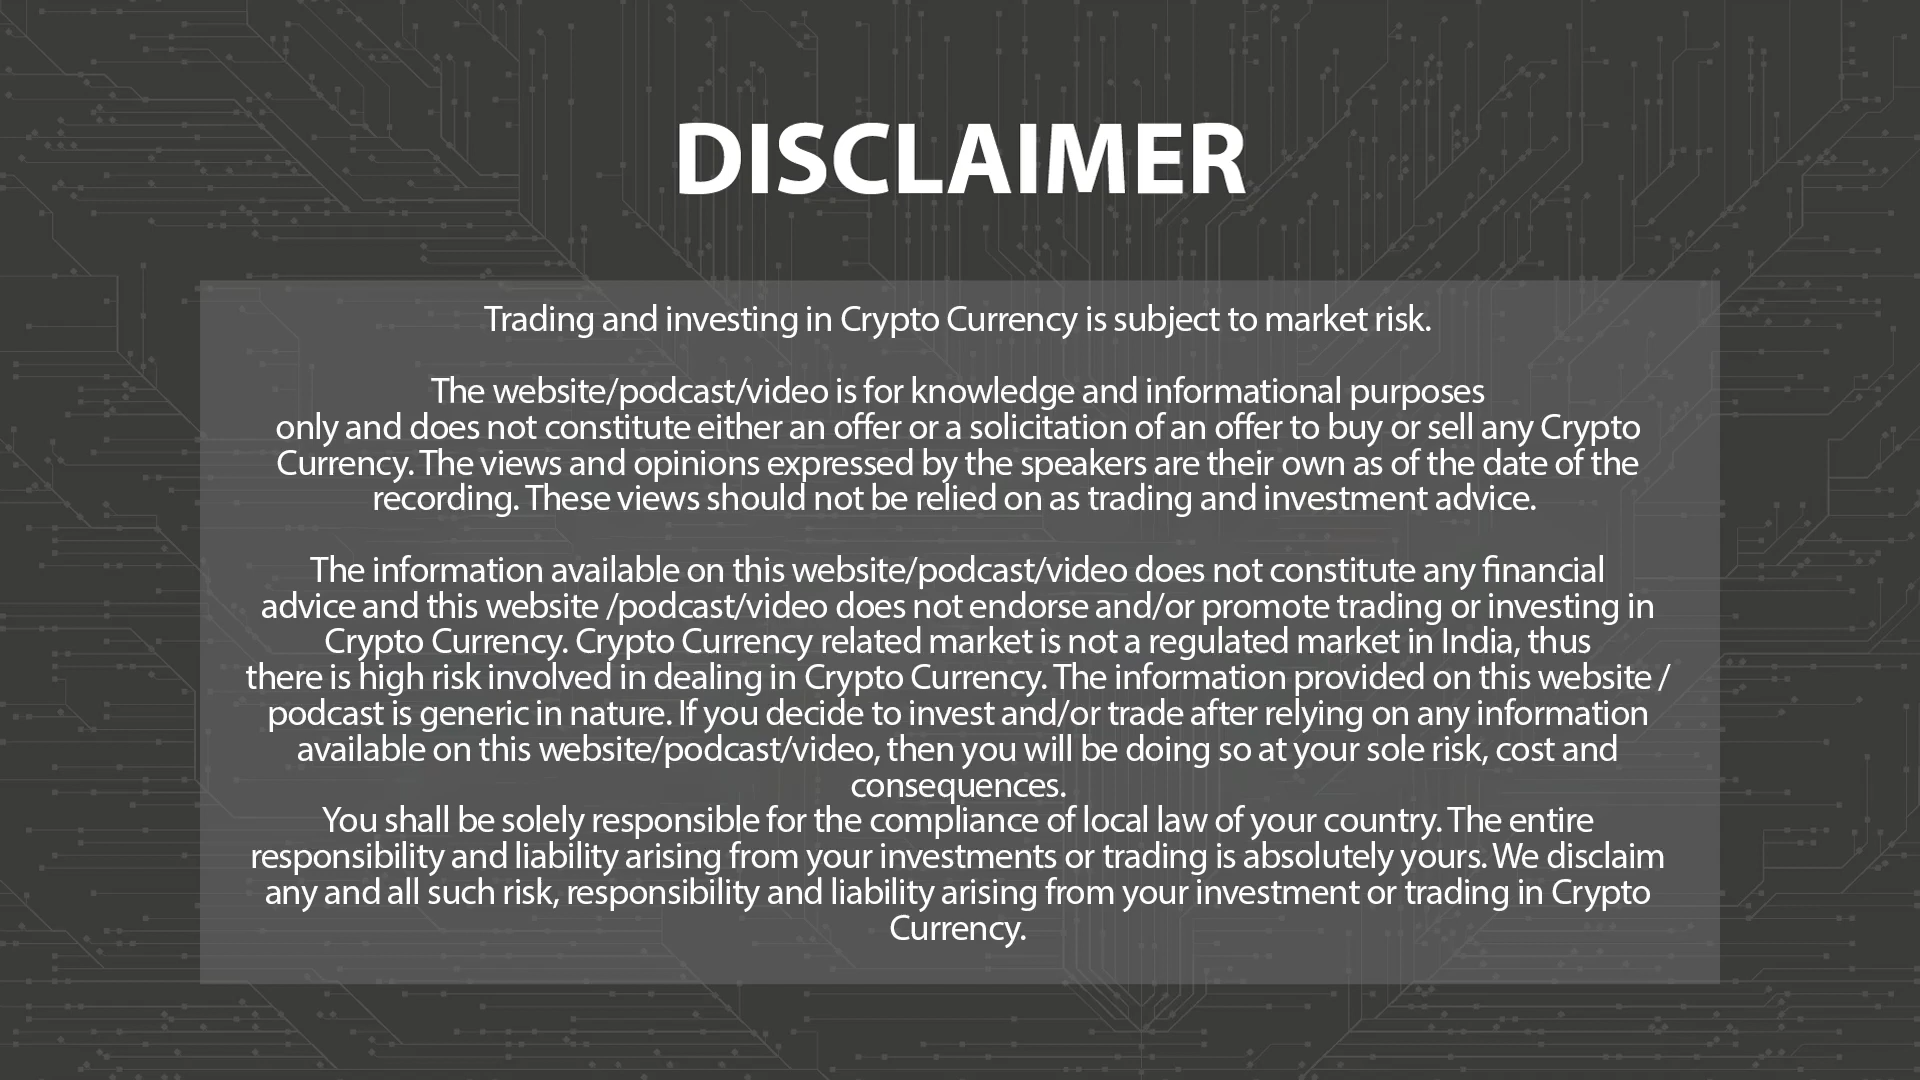 DISCLAIMER
Trading and investing in Crypto Currency is subject to market risk.
The website/podcast/video is for knowledge and informational purposes
only and does not constitute either an offer or a solicitation of an offer to buy or sell any Crypto
Currency. The views and opinions expressed by the speakers are their own as of the date of the
recording. These views should not be relied on as trading and investment advice.
The information available on this website/podcast/video does not constitute any financial
advice and this website /podcast/video does not endorse and/or promote trading or investing in
Crypto Currency. Crypto Currency related market is not a regulated market in India, thus
there is high risk involved in dealing in Crypto Currency. The information provided on this website /
podcast is generic in nature. If you decide to invest and/or trade after relying on any information
available on this website/podcast/video, then you will be doing so at your sole risk, cost and
consequences.
You shall be solely responsible for the compliance of local law of your country. The entire
responsibility and liability arising from your investments or trading is absolutely yours. We disclaim
any and all such risk, responsibility and liability arising from your investment or trading in Crypto
Currency.